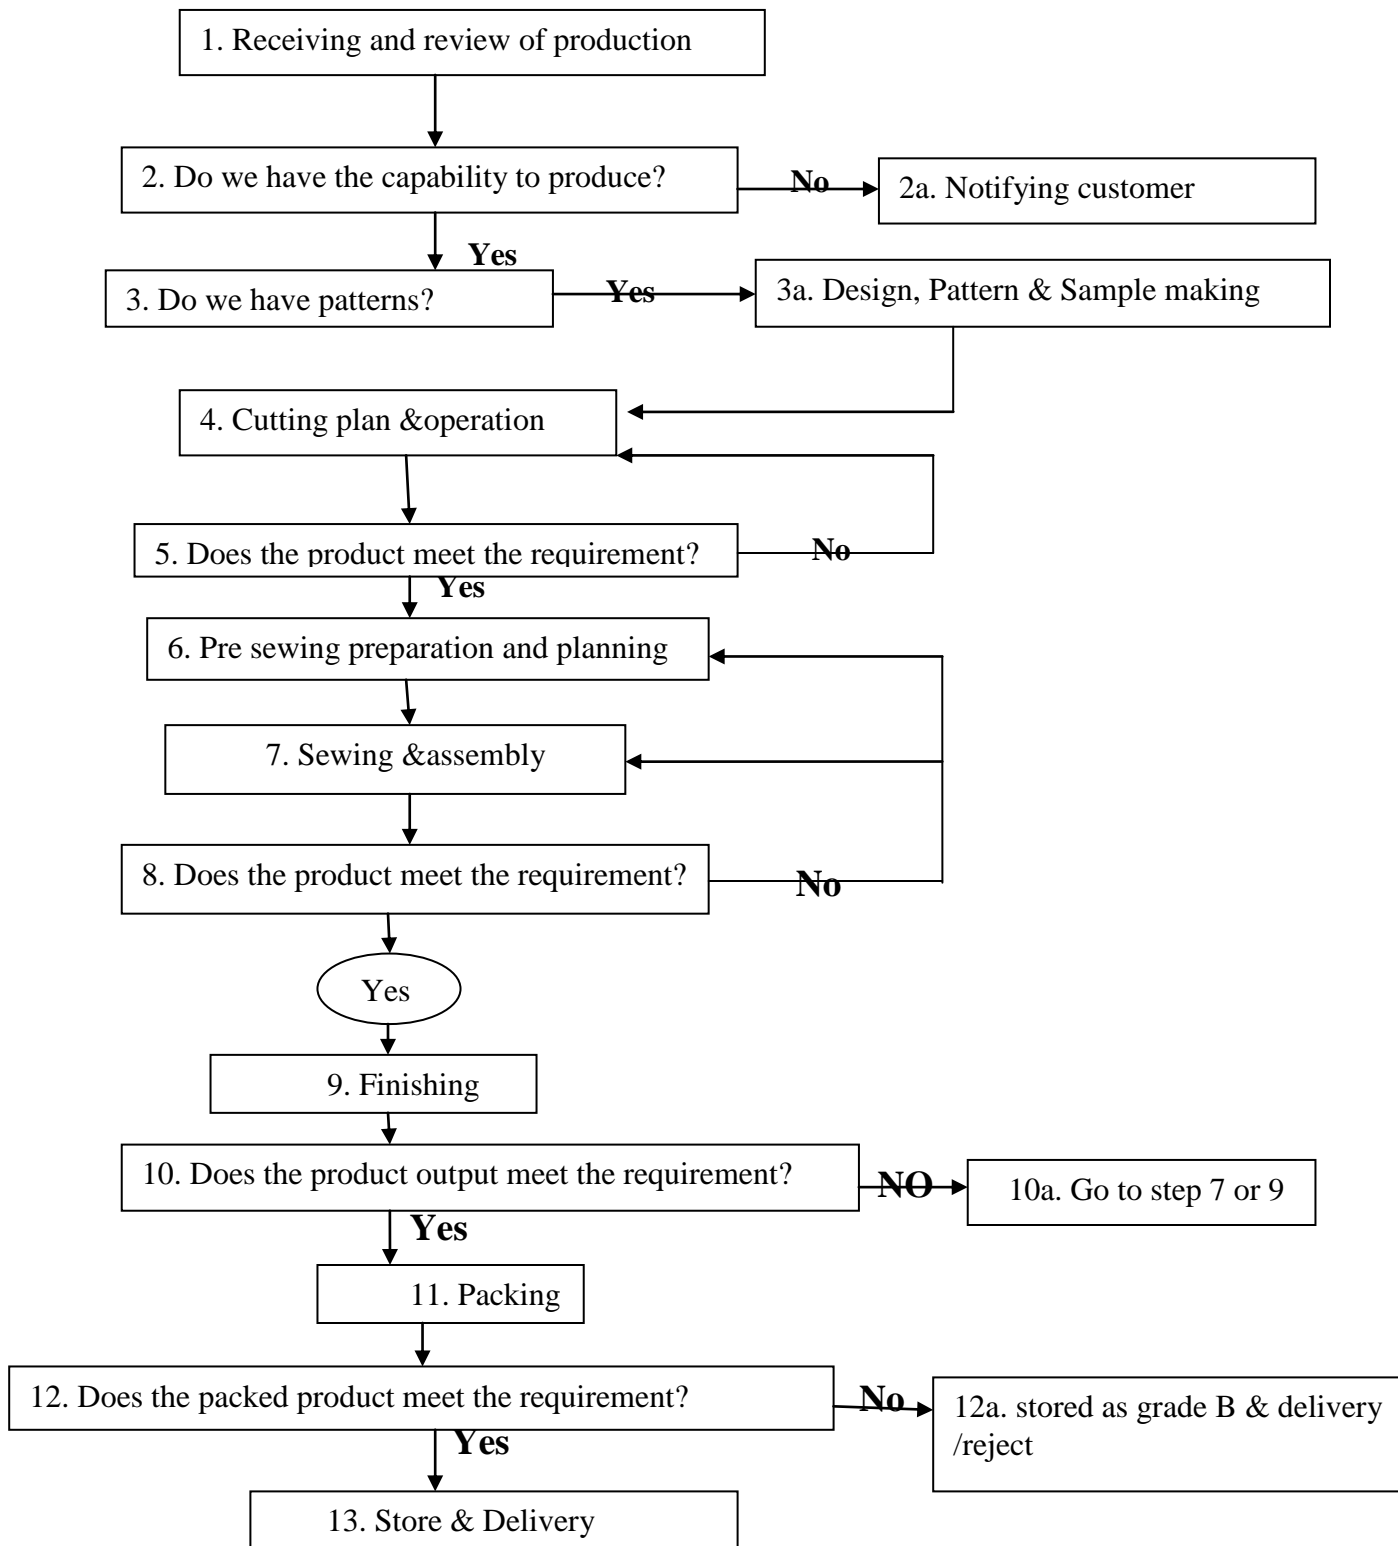 1. Receiving and review of production
2. Do we have the capability to produce?
No
2a. Notifying customer
Yes
3. Do we have patterns?
Yes
3a. Design, Pattern & Sample making
4. Cutting plan &operation
5. Does the product meet the requirement?
No
Yes
6. Pre sewing preparation and planning
7. Sewing &assembly
8. Does the product meet the requirement?
No
Yes
9. Finishing
10. Does the product output meet the requirement?
NO
10a. Go to step 7 or 9
Yes
11. Packing
12. Does the packed product meet the requirement?
No
12a. stored as grade B & delivery
/reject
Yes
13. Store & Delivery